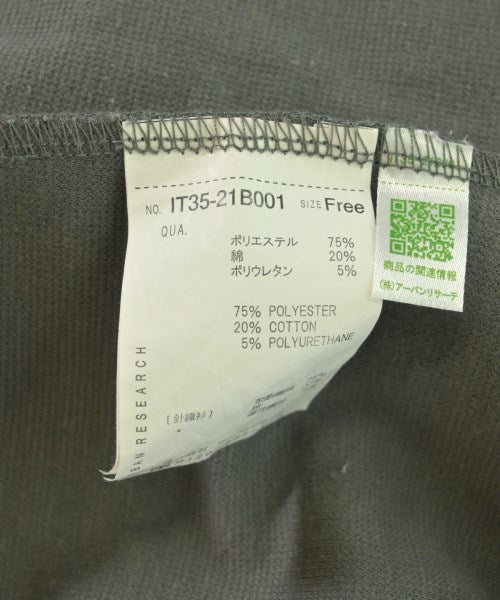 NO. IT35-21B001 SIZE Free
QUA.
ポリエステル 75%
綿 20%
ポリウレタン 5%
75% POLYESTER
20% COTTON
5% POLYURETHANE
[針織衫]
BAN RESEARCH
商品の関連情報
(株)アーバンリサーチ